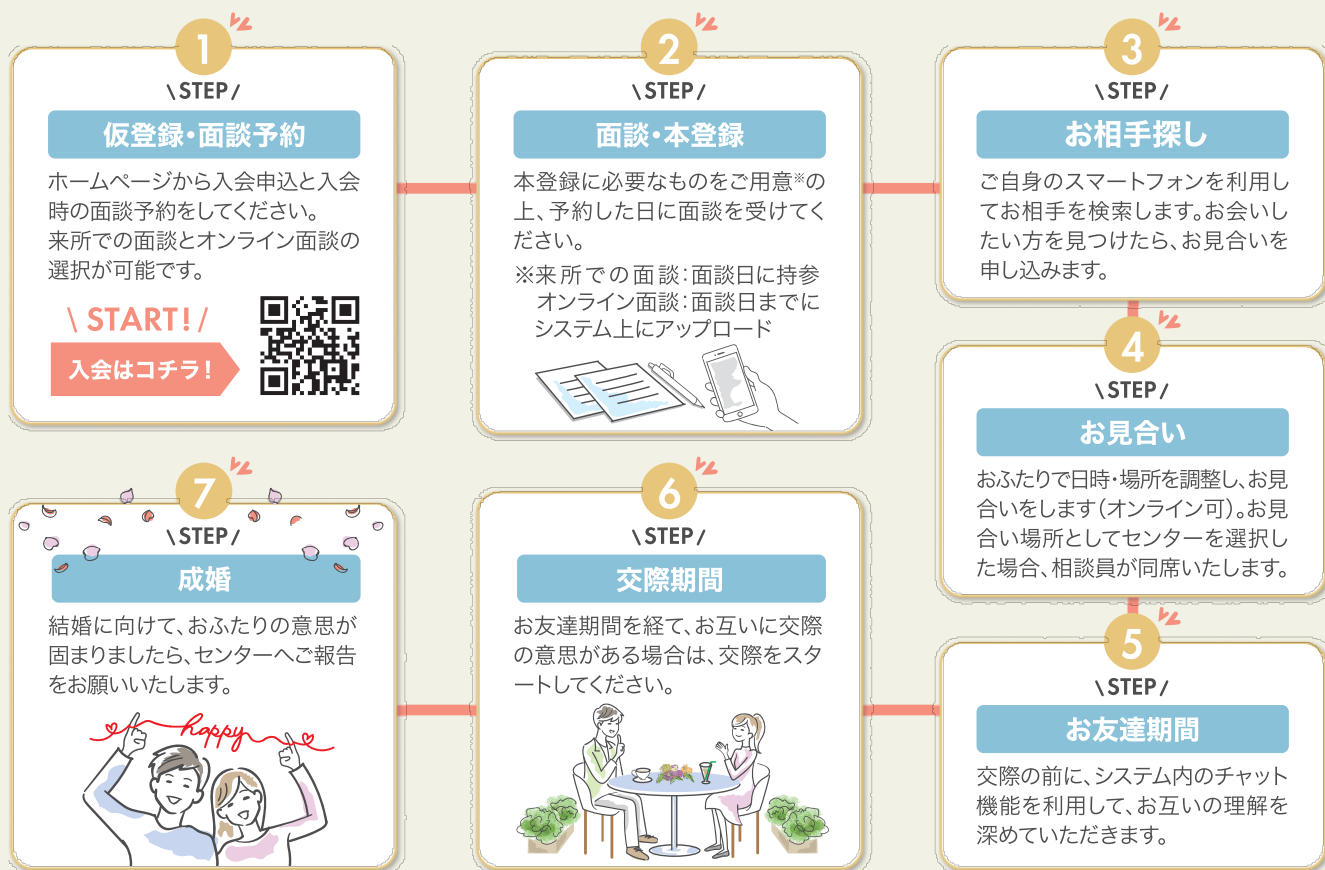 1
\ STEP /
仮登録・面談予約
ホームページから入会申込と入会
時の面談予約をしてください。
来所での面談とオンライン面談の
選択が可能です。
\ START! /
入会はコチラ!
2
\ STEP /
面談・本登録
本登録に必要なものをご用意※の
上、予約した日に面談を受けてく
ださい。
※来所での面談:面談日に持参
オンライン面談:面談日までに
システム上にアップロード
3
\ STEP /
お相手探し
ご自身のスマートフォンを利用し
てお相手を検索します。お会いし
たい方を見つけたら、お見合いを
申し込みます。
4
\ STEP /
お見合い
おふたりで日時・場所を調整し、お見
合いをします(オンライン可)。お見
合い場所としてセンターを選択し
た場合、相談員が同席いたします。
5
\ STEP /
お友達期間
交際の前に、システム内のチャット
機能を利用して、お互いの理解を
深めていただきます。
6
\ STEP /
交際期間
お友達期間を経て、お互いに交際
の意思がある場合は、交際をスタ
ートしてください。
7
\ STEP /
成婚
結婚に向けて、おふたりの意思が
固まりましたら、センターへご報告
をお願いいたします。
happy